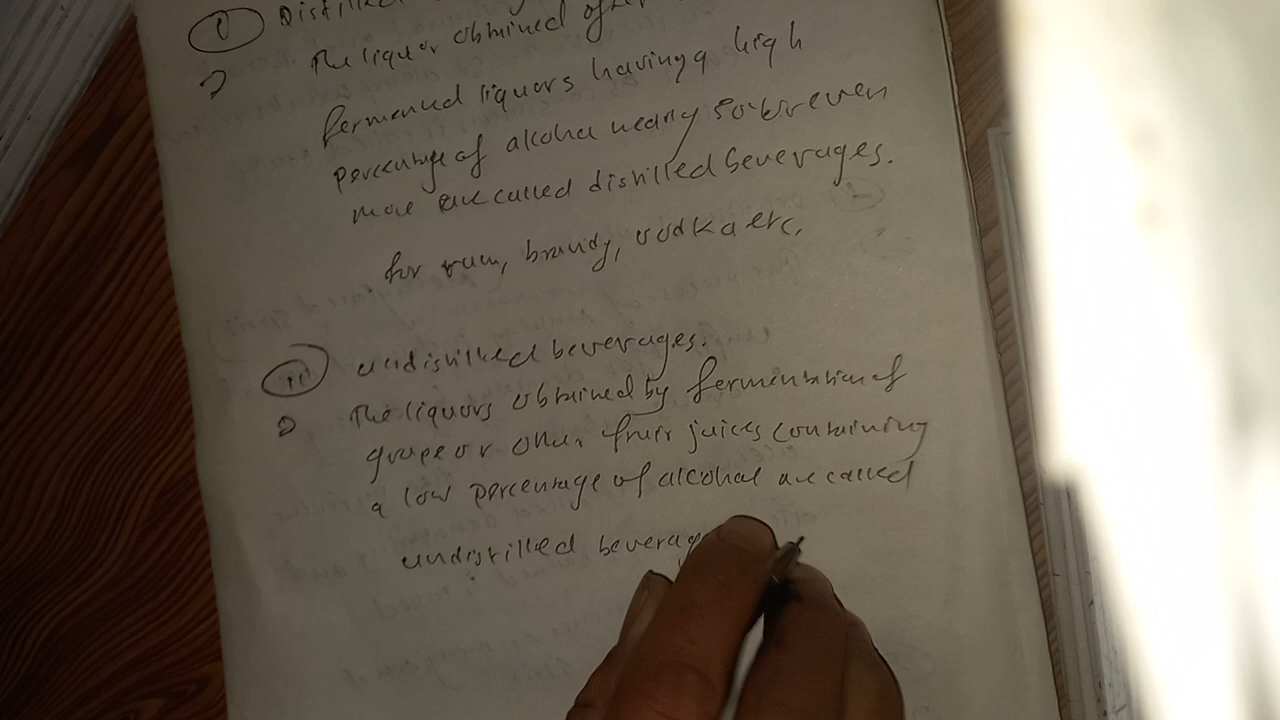 (i) Distilled
→ The liquor obtained after
fermented liquors having a high
percentage of alcohol nearly 50% or even
more are called distilled beverages.
for rum, brandy, vodka etc.
(ii) undistilled beverages.
→ The liquors obtained by fermentation of
grape or other fruit juices containing
a low percentage of alcohol are called
undistilled beverag